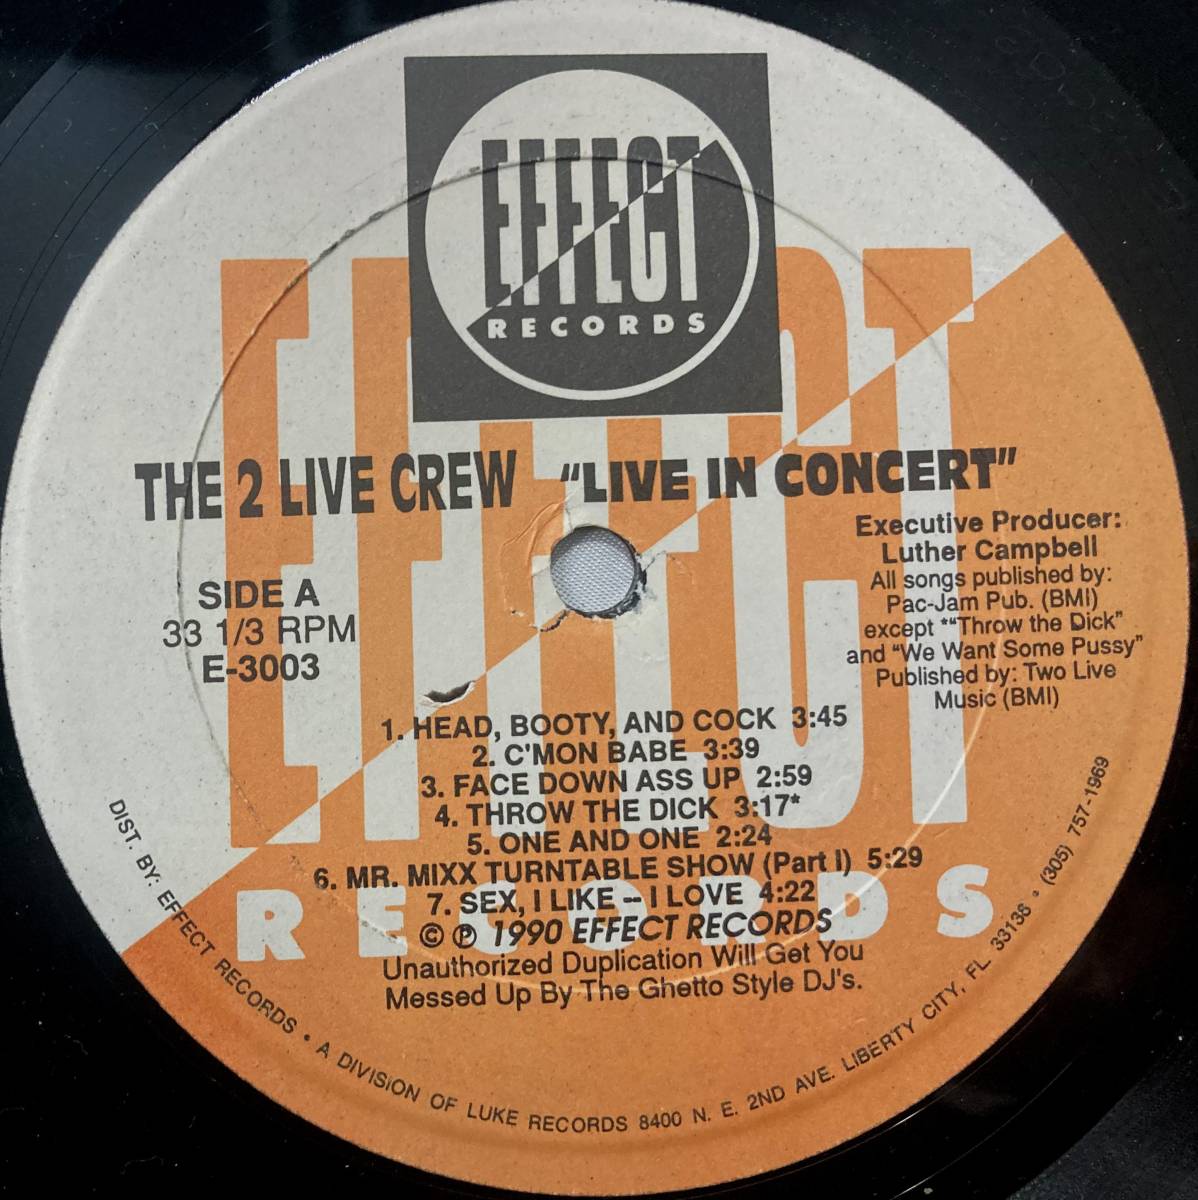 EFFECT
RECORDS
EFFECT
RECORDS
THE 2 LIVE CREW "LIVE IN CONCERT"
SIDE A
33 1/3 RPM
E-3003
Executive Producer:
Luther Campbell
All songs published by:
Pac-Jam Pub. (BMI)
except *"Throw the Dick"
and "We Want Some Pussy"
Published by: Two Live
Music (BMI)
1. HEAD, BOOTY, AND COCK 3:45
2. C'MON BABE 3:39
3. FACE DOWN ASS UP 2:59
4. THROW THE DICK 3:17*
5. ONE AND ONE 2:24
6. MR. MIXX TURNTABLE SHOW (Part I) 5:29
7. SEX, I LIKE -- I LOVE 4:22
© ℗ 1990 EFFECT RECORDS
Unauthorized Duplication Will Get You
Messed Up By The Ghetto Style DJ's.
DIST. BY: EFFECT RECORDS • A DIVISION OF LUKE RECORDS 8400 N. E. 2ND AVE. LIBERTY CITY, FL 33138 • (305) 757-1969